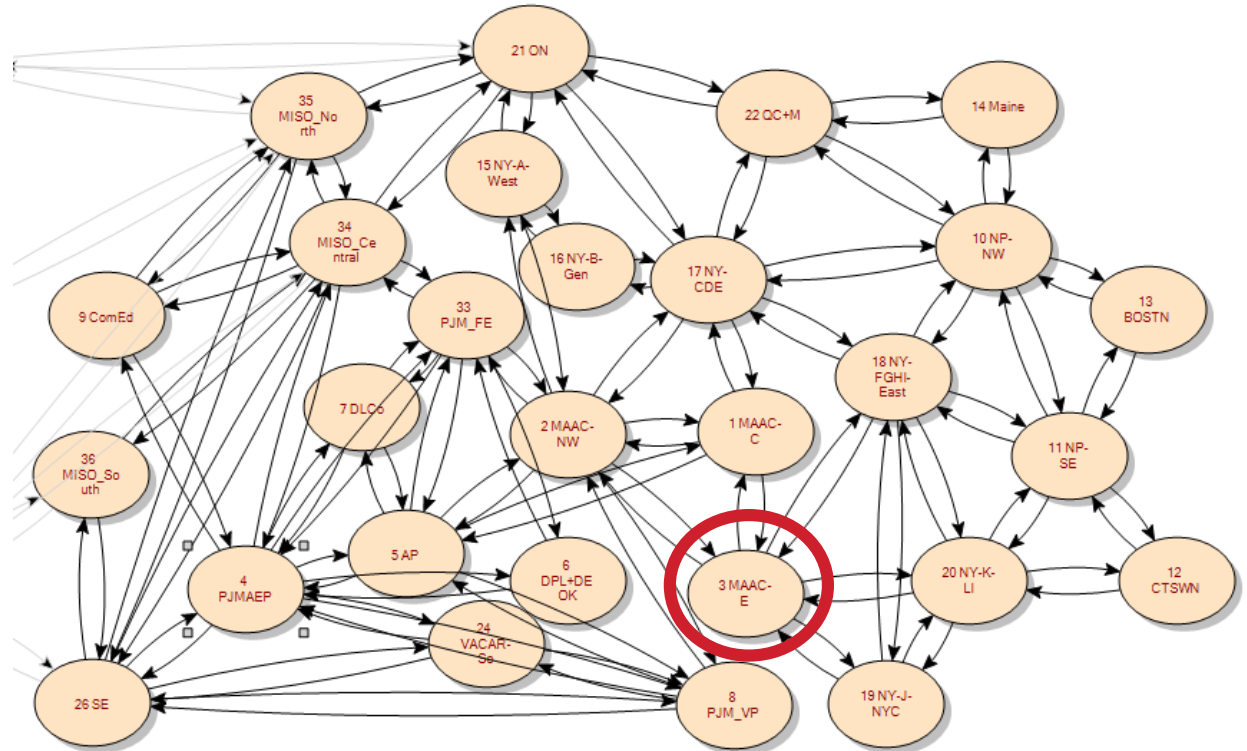 21 ON
35
MISO_No
rth
22 QC+M
14 Maine
15 NY-A-
West
34
MISO_Ce
ntral
16 NY-B-
Gen
17 NY-
CDE
10 NP-
NW
9 ComEd
33
PJM_FE
13
BOSTN
18 NY-
FGHI-
East
7 DLCo
2 MAAC-
NW
1 MAAC-
C
11 NP-
SE
36
MISO_So
uth
5 AP
4
PJMAEP
6
DPL+DE
OK
3 MAAC-
E
20 NY-K-
LI
12
CTSWN
24
VACAR-
So
26 SE
8
PJM_VP
19 NY-J-
NYC